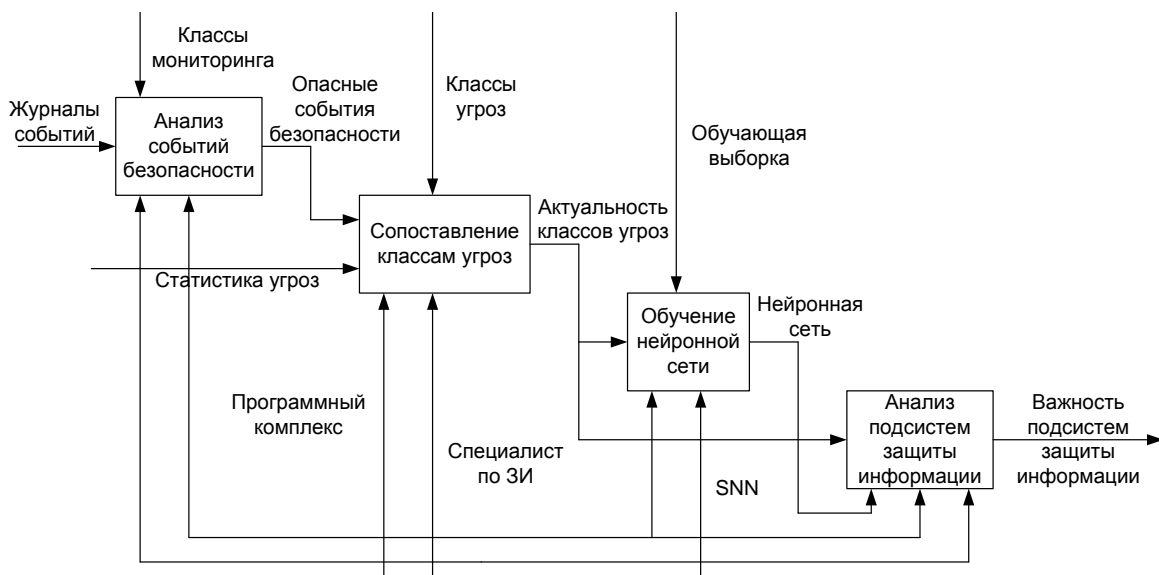 Классы
мониторинга
Журналы
событий
Анализ
событий
безопасности
Опасные
события
безопасности
Классы
угроз
Обучающая
выборка
Сопоставление
классам угроз
Актуальность
классов угроз
Статистика угроз
Обучение
нейронной
сети
Нейронная
сеть
Программный
комплекс
Специалист
по ЗИ
SNN
Анализ
подсистем
защиты
информации
Важность
подсистем
защиты
информации